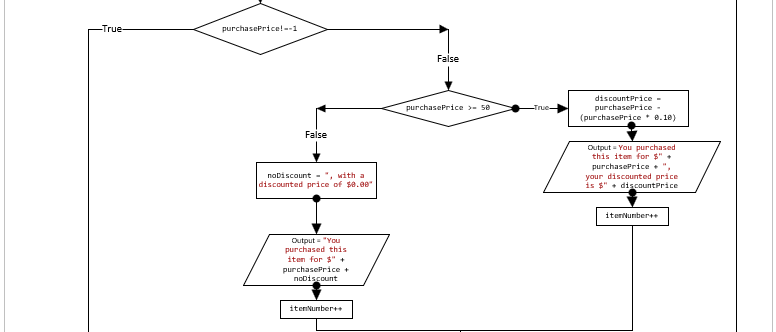 True
purchasePrice!=-1
False
purchasePrice >= 50
True
discountPrice =
purchasePrice -
(purchasePrice * 0.10)
False
Output = You purchased
this item for $" +
purchasePrice + ",
your discounted price
is $" + discountPrice
noDiscount = ", with a
discounted price of $0.00"
itemNumber++
Output = "You
purchased this
item for $" +
purchasePrice +
noDiscount
itemNumber++